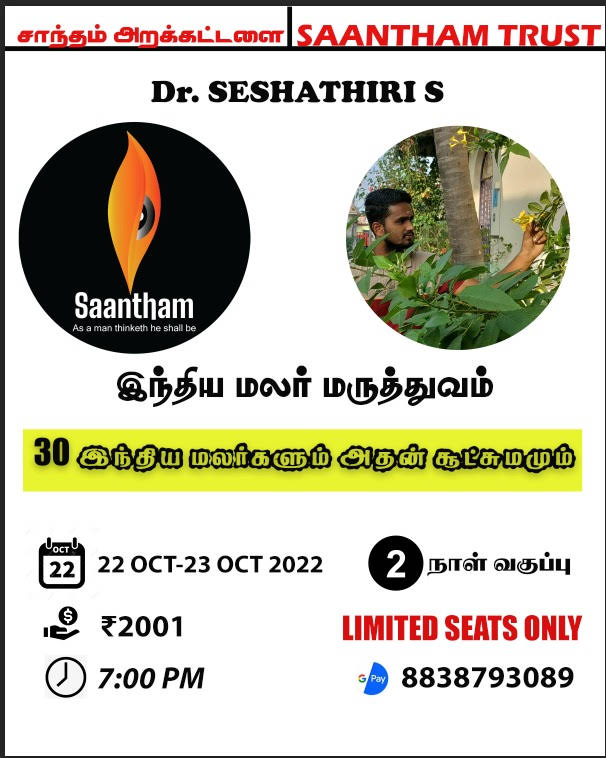 சாந்தம் அறக்கட்டளை SAANTHAM TRUST
Dr. SESHATHIRI S
Saantham
As a man thinketh he shall be
இந்திய மலர் மருத்துவம்
30 இந்திய மலர்களும் அதன் சூட்சுமமும்
OCT
22
22 OCT-23 OCT 2022
2 நாள் வகுப்பு
₹2001
LIMITED SEATS ONLY
7:00 PM
G Pay 8838793089